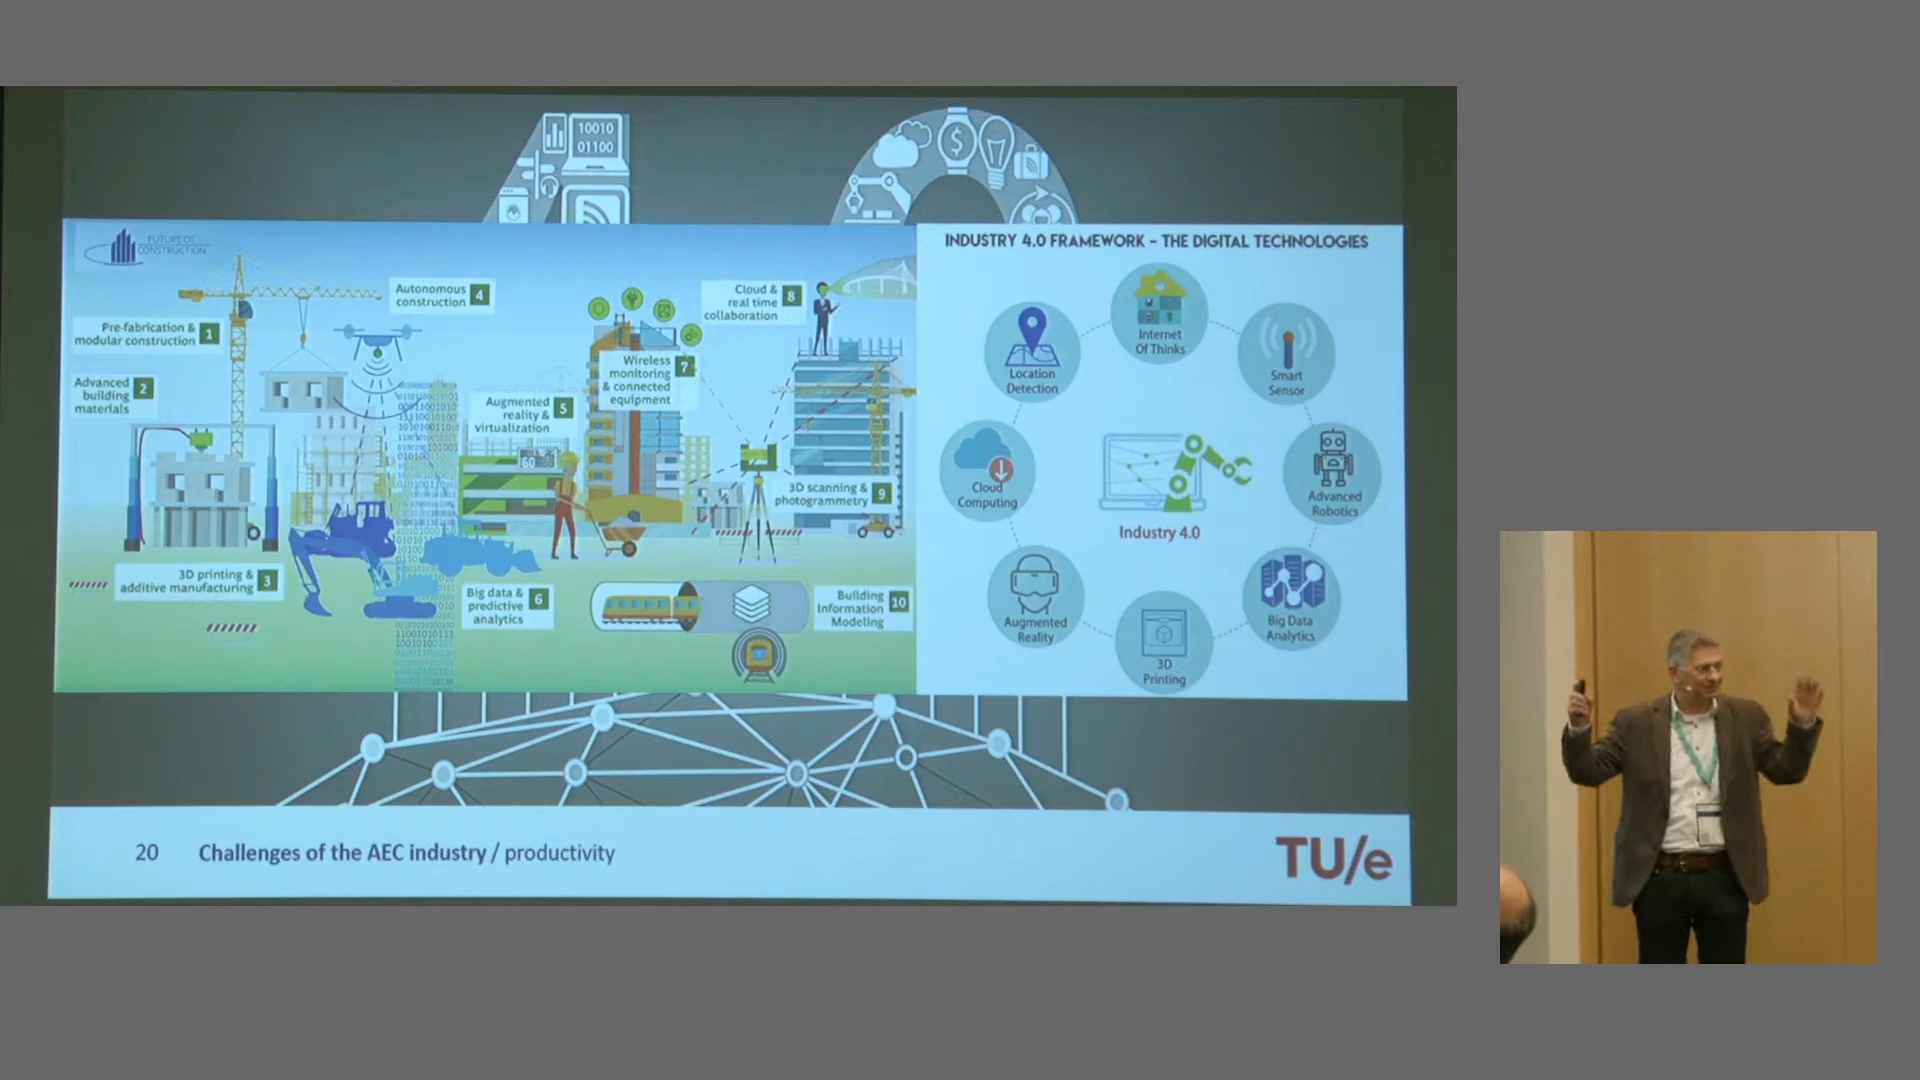 10010
01100
FUTURE OF
CONSTRUCTION
Pre-fabrication &
modular construction
1
Advanced
building
materials
2
3D printing &
additive manufacturing
3
Autonomous
construction
4
Augmented
reality &
virtualization
5
60
Big data &
predictive
analytics
6
Wireless
monitoring
& connected
equipment
7
Cloud &
real time
collaboration
8
3D scanning &
photogrammetry
9
Building
Information
Modeling
10
INDUSTRY 4.0 FRAMEWORK - THE DIGITAL TECHNOLOGIES
Internet
Of Thinks
Smart
Sensor
Advanced
Robotics
Big Data
Analytics
3D
Printing
Augmented
Reality
Cloud
Computing
Location
Detection
Industry 4.0
20
Challenges of the AEC industry / productivity
TU/e